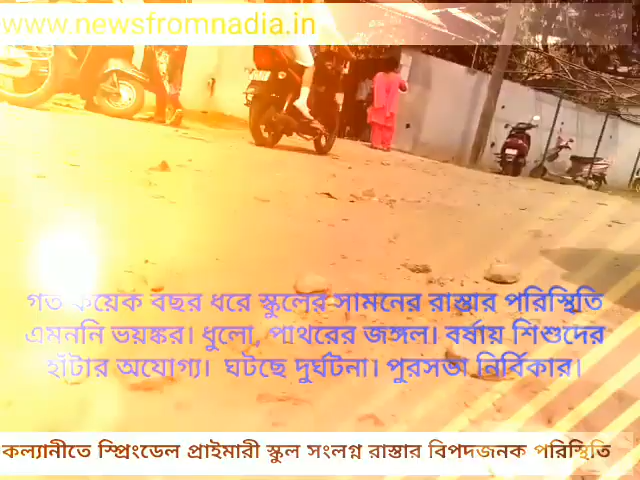 www.newsfromnadia.in
গত কয়েক বছর ধরে স্কুলের সামনের রাস্তার পরিস্থিতি
এমননি ভয়ঙ্কর। ধুলো, পাথরের জঙ্গল। বর্ষায় শিশুদের
হাঁটার অযোগ্য। ঘটছে দুর্ঘটনা। পুরসভা নির্বিকার।
কল্যানীতে স্প্রিংডেল প্রাইমারী স্কুল সংলগ্ন রাস্তার বিপদজনক পরিস্থিতি